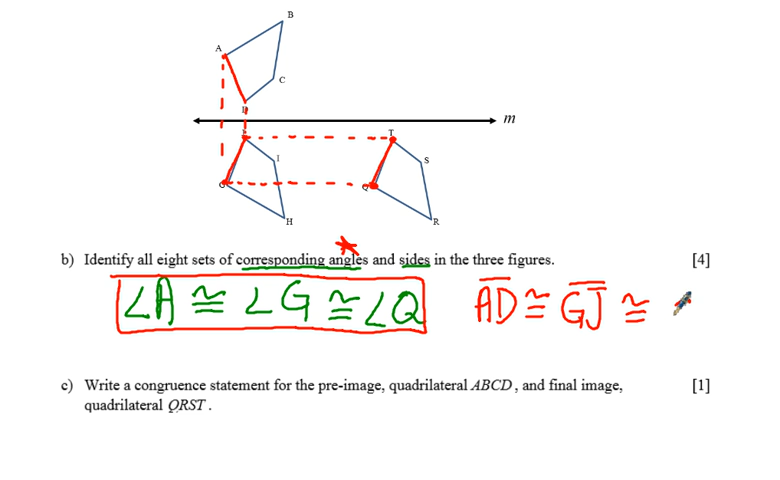 B
A
C
D
m
T
I
S
G
Q
H
R
b) Identify all eight sets of corresponding angles and sides in the three figures. [4]
∠A ≅ ∠G ≅ ∠Q AD ≅ GJ ≅
c) Write a congruence statement for the pre-image, quadrilateral ABCD, and final image, [1]
quadrilateral QRST.